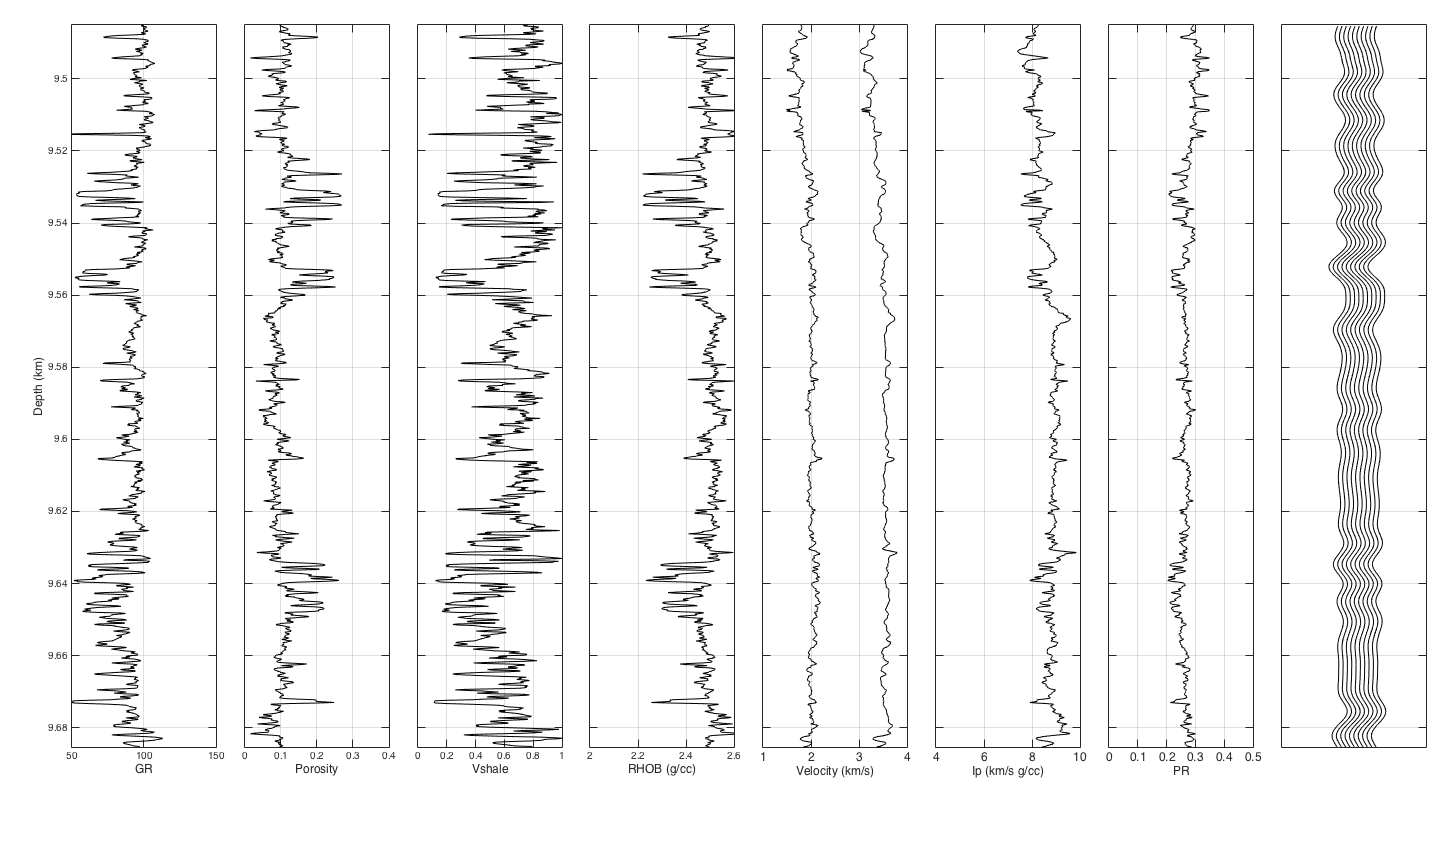 9.5
9.52
9.54
9.56
9.58
9.6
9.62
9.64
9.66
9.68
Depth (km)
50 100 150
GR
0 0.1 0.2 0.3 0.4
Porosity
0 0.2 0.4 0.6 0.8 1
Vshale
2 2.2 2.4 2.6
RHOB (g/cc)
1 2 3 4
Velocity (km/s)
4 6 8 10
Ip (km/s g/cc)
0 0.1 0.2 0.3 0.4 0.5
PR